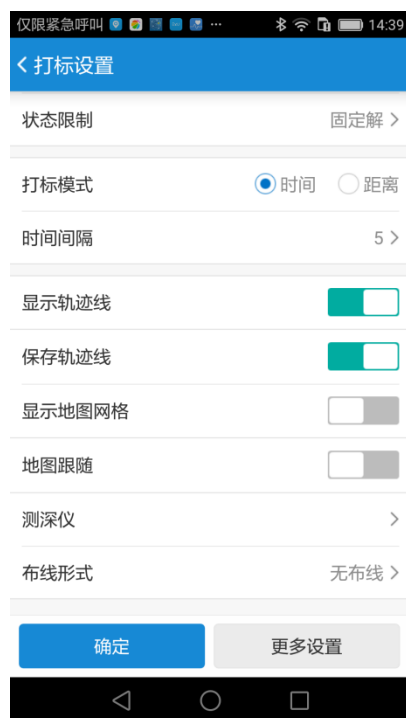 仅限紧急呼叫 ··· 14:39
打标设置
状态限制 固定解
打标模式 时间 距离
时间间隔 5
显示轨迹线
保存轨迹线
显示地图网格
地图跟随
测深仪
布线形式 无布线
确定 更多设置